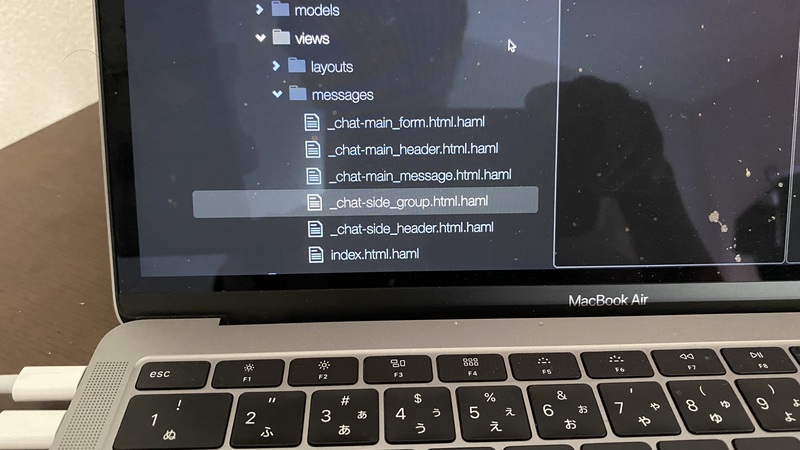 models
views
layouts
messages
_chat-main_form.html.haml
_chat-main_header.html.haml
_chat-main_message.html.haml
_chat-side_group.html.haml
_chat-side_header.html.haml
index.html.haml
MacBook Air
esc F1 F2 F3 F4 F5 F6 F7 F8
! " # $ % & ' (
1 2 3 あ 4 う 5 え 6 お 7 や 8 ゆ 9 よ
ぬ ふ ぁ ぅ ぇ ぉ ゃ ゅ ょ